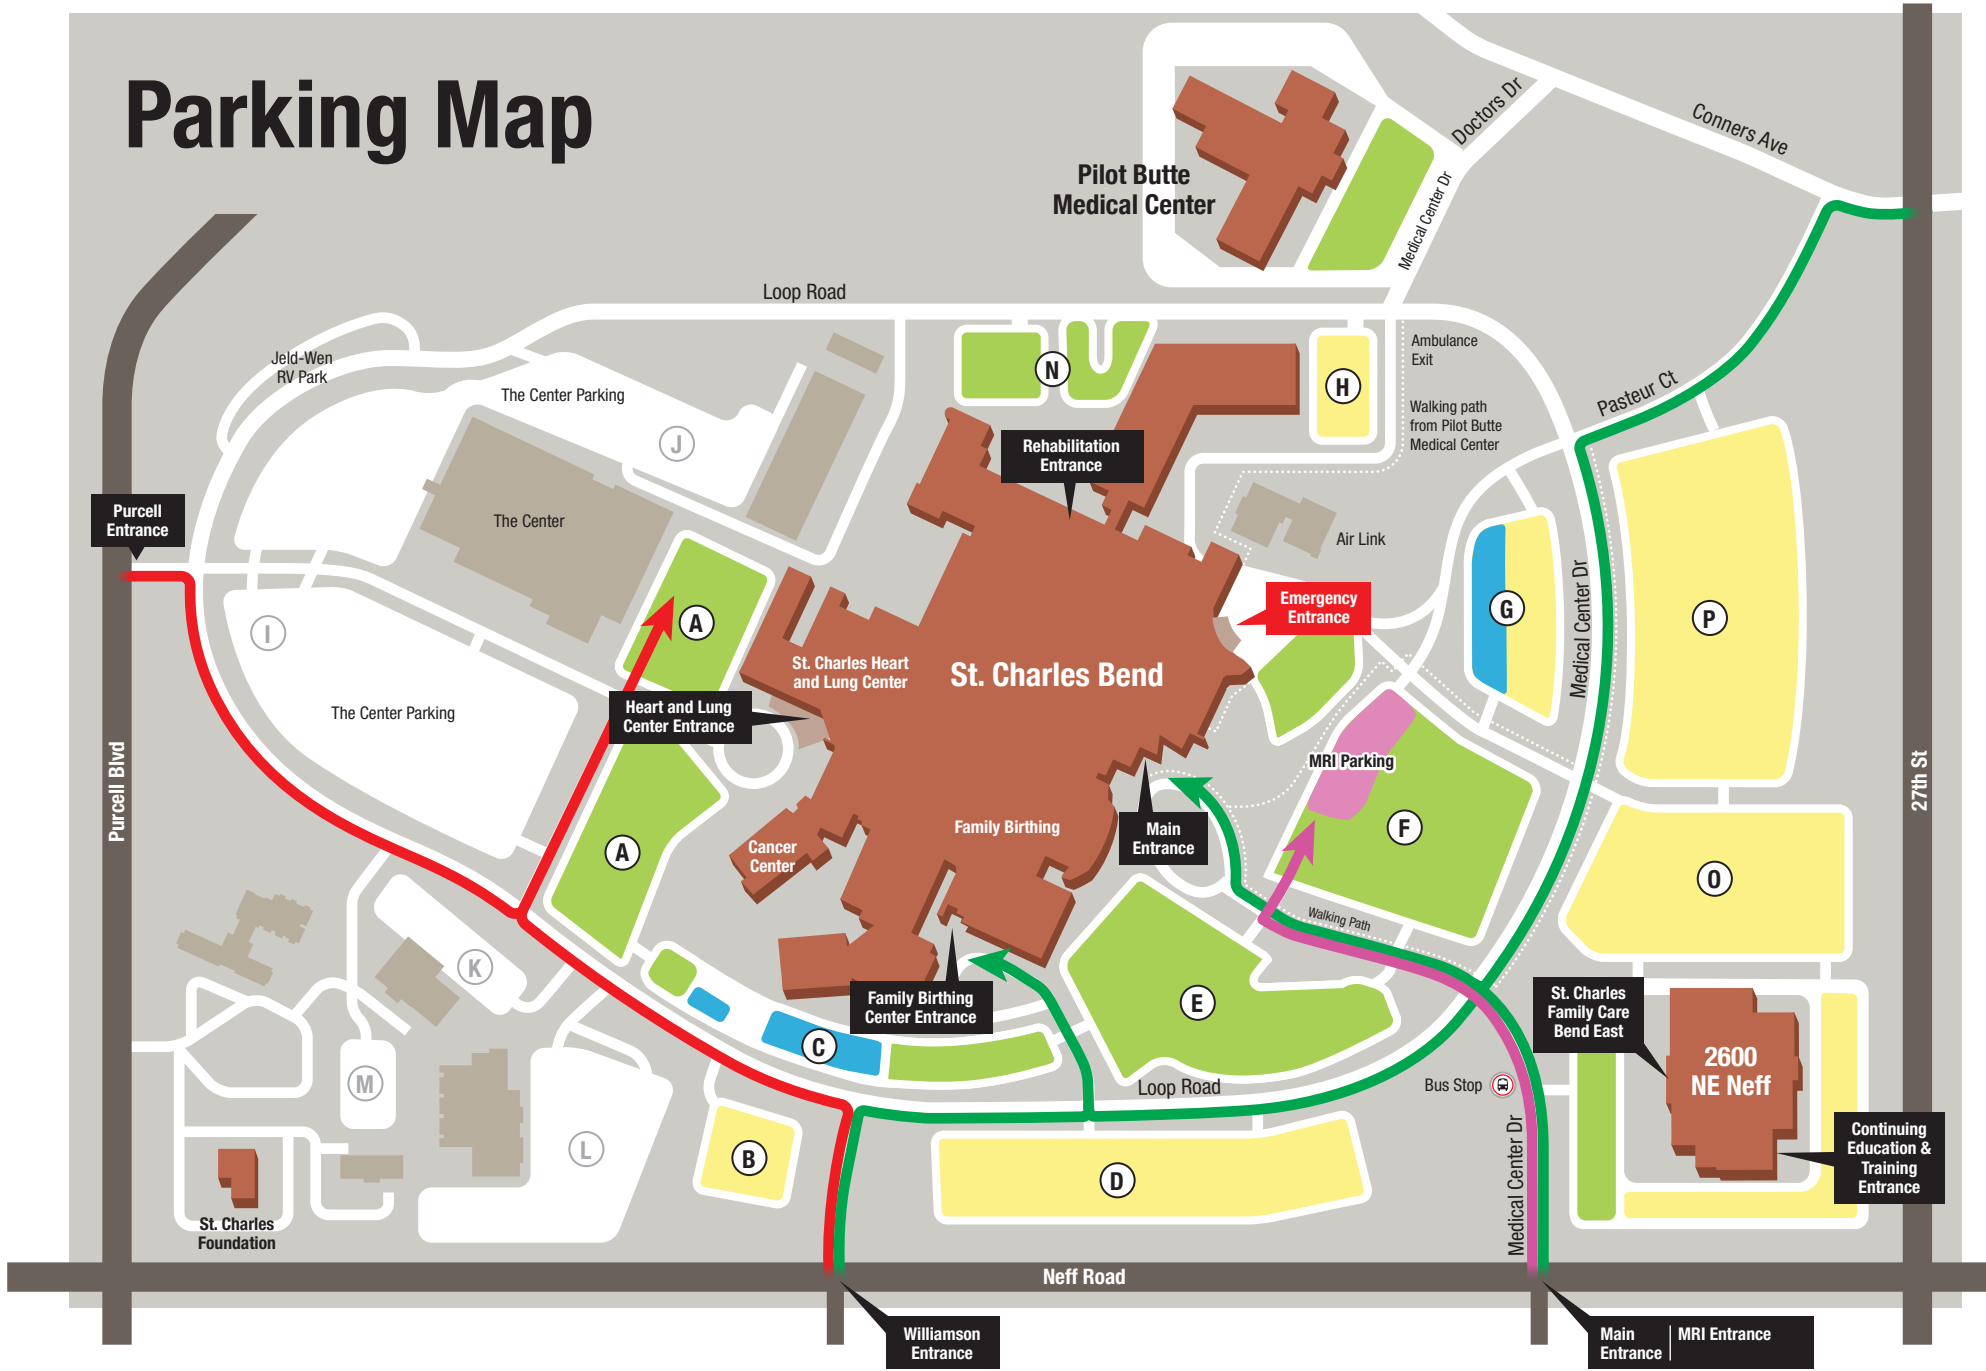 Parking Map
Pilot Butte
Medical Center
Doctors Dr
Conners Ave
Medical Center Dr
Loop Road
Jeld-Wen
RV Park
The Center Parking
J
N
H
Ambulance
Exit
Walking path
from Pilot Butte
Medical Center
Pasteur Ct
Rehabilitation
Entrance
Purcell
Entrance
The Center
Air Link
Emergency
Entrance
A
G
P
I
St. Charles Heart
and Lung Center
St. Charles Bend
Medical Center Dr
Heart and Lung
Center Entrance
The Center Parking
MRI Parking
Purcell Blvd
27th St
Family Birthing
Main
Entrance
F
A
Cancer
Center
O
Walking Path
K
Family Birthing
Center Entrance
E
St. Charles
Family Care
Bend East
C
2600
NE Neff
M
Loop Road
Bus Stop
L
B
D
Medical Center Dr
Continuing
Education &
Training
Entrance
St. Charles
Foundation
Neff Road
Williamson
Entrance
Main
Entrance
MRI Entrance